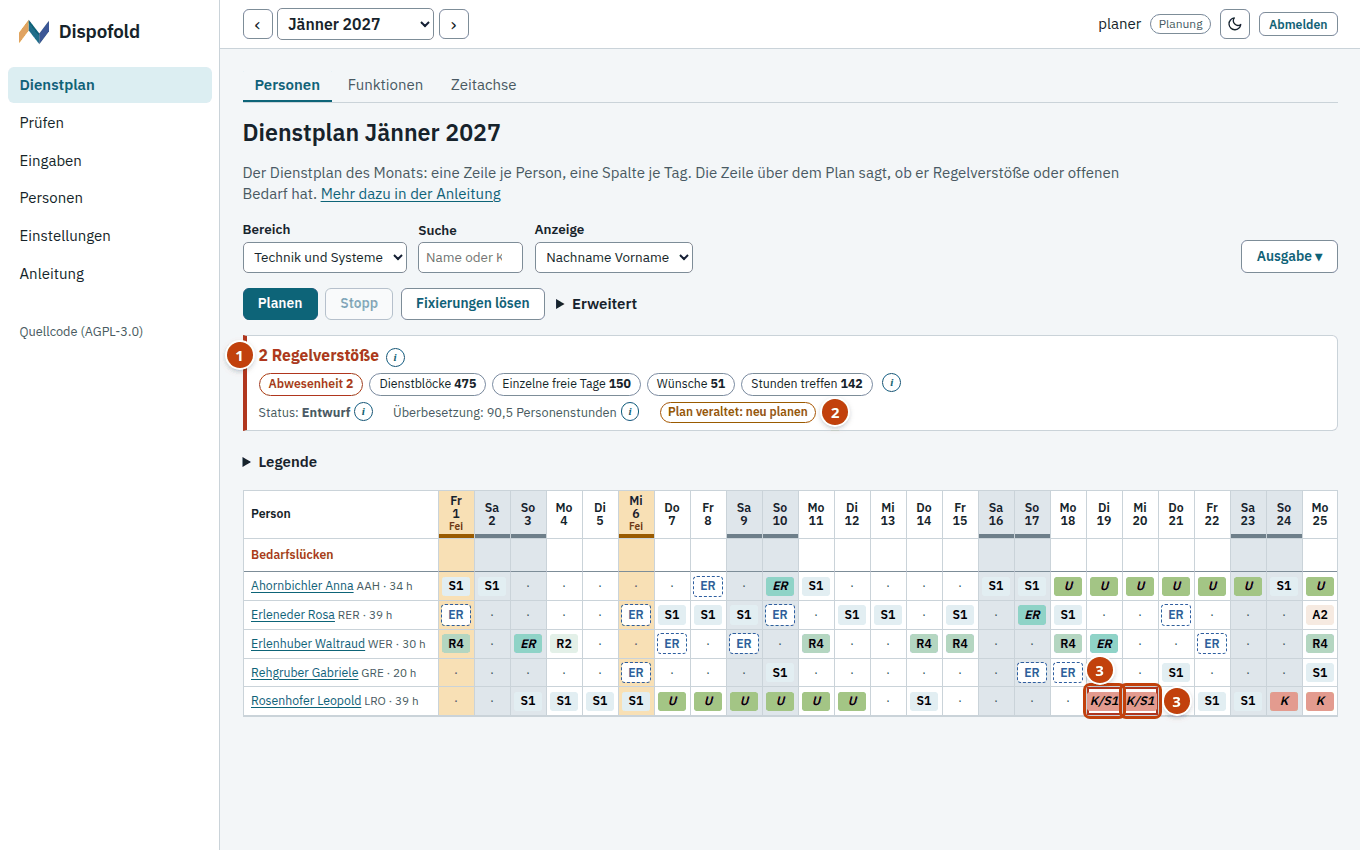 Dispofold
Dienstplan
Prüfen
Eingaben
Personen
Einstellungen
Anleitung
Quellcode (AGPL-3.0)
‹ Jänner 2027 ›
planer Planung Abmelden
Personen Funktionen Zeitachse
Dienstplan Jänner 2027
Der Dienstplan des Monats: eine Zeile je Person, eine Spalte je Tag. Die Zeile über dem Plan sagt, ob er Regelverstöße oder offenen
Bedarf hat. Mehr dazu in der Anleitung
Bereich Suche Anzeige
Technik und Systeme Name oder K Nachname Vorname Ausgabe ▾
Planen Stopp Fixierungen lösen ▶ Erweitert
1 2 Regelverstöße i
Abwesenheit 2 Dienstblöcke 475 Einzelne freie Tage 150 Wünsche 51 Stunden treffen 142 i
Status: Entwurf i Überbesetzung: 90,5 Personenstunden i Plan veraltet: neu planen 2
▶ Legende
Person Fr 1 Fei Sa 2 So 3 Mo 4 Di 5 Mi 6 Fei Do 7 Fr 8 Sa 9 So 10 Mo 11 Di 12 Mi 13 Do 14 Fr 15 Sa 16 So 17 Mo 18 Di 19 Mi 20 Do 21 Fr 22 Sa 23 So 24 Mo 25
Bedarfslücken
Ahornbichler Anna AAH · 34 h S1 S1 · · · · · ER · ER S1 · · · · S1 S1 U U U U U U S1 U
Erleneder Rosa RER · 39 h ER · · · · ER S1 S1 S1 ER · S1 S1 · S1 · ER S1 · · ER · · · A2
Erlenhuber Waltraud WER · 30 h R4 · ER R2 · · ER · ER · R4 · · R4 R4 · · R4 ER · · ER · · R4
Rehgruber Gabriele GRE · 20 h · · · · · ER · · · S1 · · · · · · ER ER 3 · S1 · · · S1
Rosenhofer Leopold LRO · 39 h · · S1 S1 S1 S1 U U U U U U · S1 · · · · K/S1 K/S1 3 S1 S1 K K